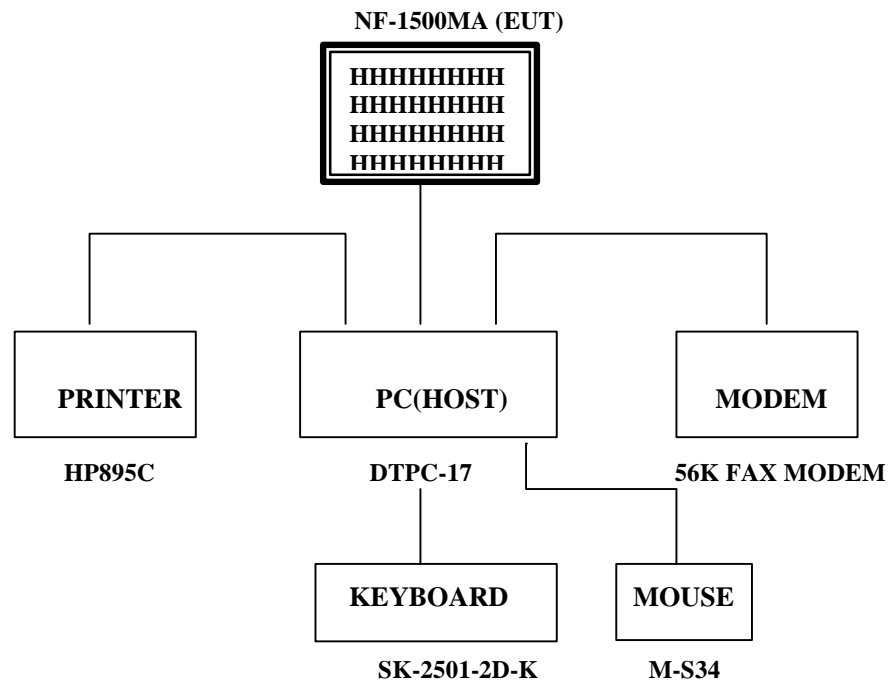 NF-1500MA (EUT)
HHHHHHHH
HHHHHHHH
HHHHHHHH
HHHHHHHH
PRINTER
PC(HOST)
MODEM
HP895C
DTPC-17
56K FAX MODEM
KEYBOARD
MOUSE
SK-2501-2D-K
M-S34